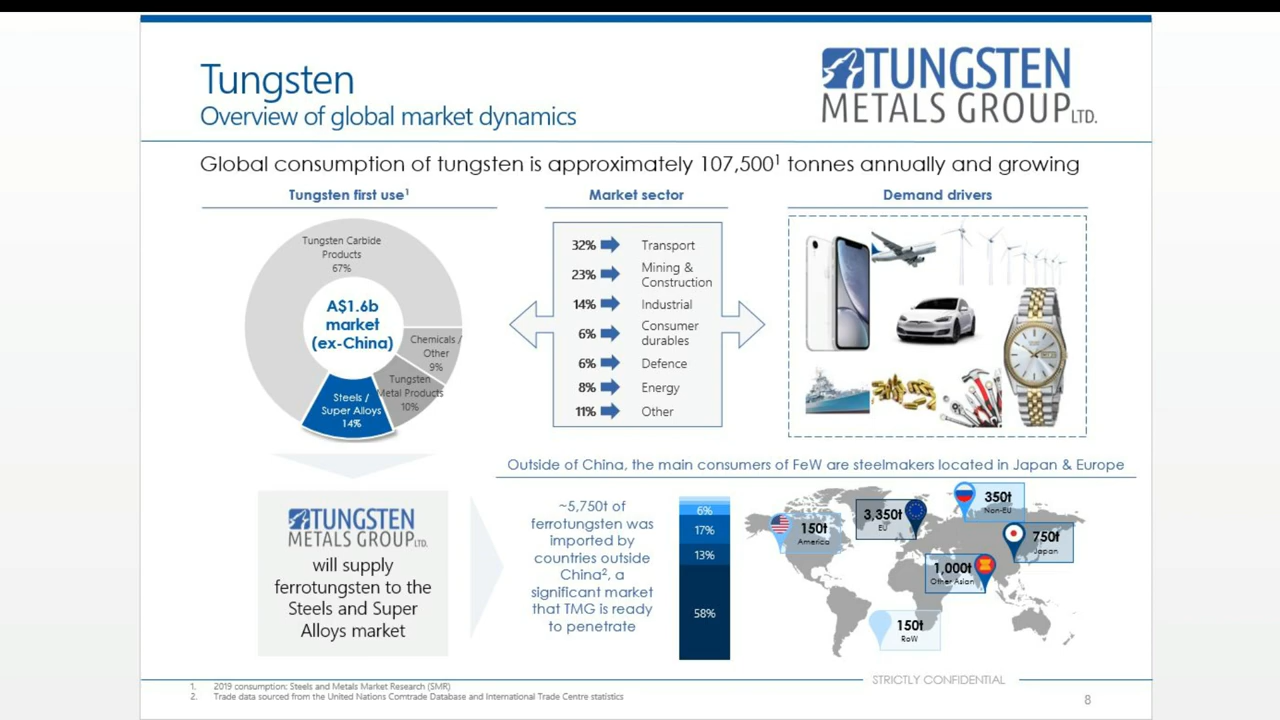 Tungsten
Overview of global market dynamics
TUNGSTEN
METALS GROUP LTD.
Global consumption of tungsten is approximately 107,500¹ tonnes annually and growing
Tungsten first use¹
Tungsten Carbide
Products
67%
A$1.6b
market
(ex-China)
Chemicals /
Other
9%
Tungsten
Metal Products
10%
Steels /
Super Alloys
14%
Market sector
32% Transport
23% Mining &
Construction
14% Industrial
6% Consumer
durables
6% Defence
8% Energy
11% Other
Demand drivers
TUNGSTEN
METALS GROUP LTD.
will supply
ferrotungsten to the
Steels and Super
Alloys market
Outside of China, the main consumers of FeW are steelmakers located in Japan & Europe
~5,750t of
ferrotungsten was
imported by
countries outside
China², a
significant market
that TMG is ready
to penetrate
6%
17%
13%
58%
150t
America
3,350t
EU
350t
Non-EU
750t
Japan
1,000t
Other Asian
150t
RoW
1. 2019 consumption: Steels and Metals Market Research (SMR)
2. Trade data sourced from the United Nations Comtrade Database and International Trade Centre statistics
STRICTLY CONFIDENTIAL
8